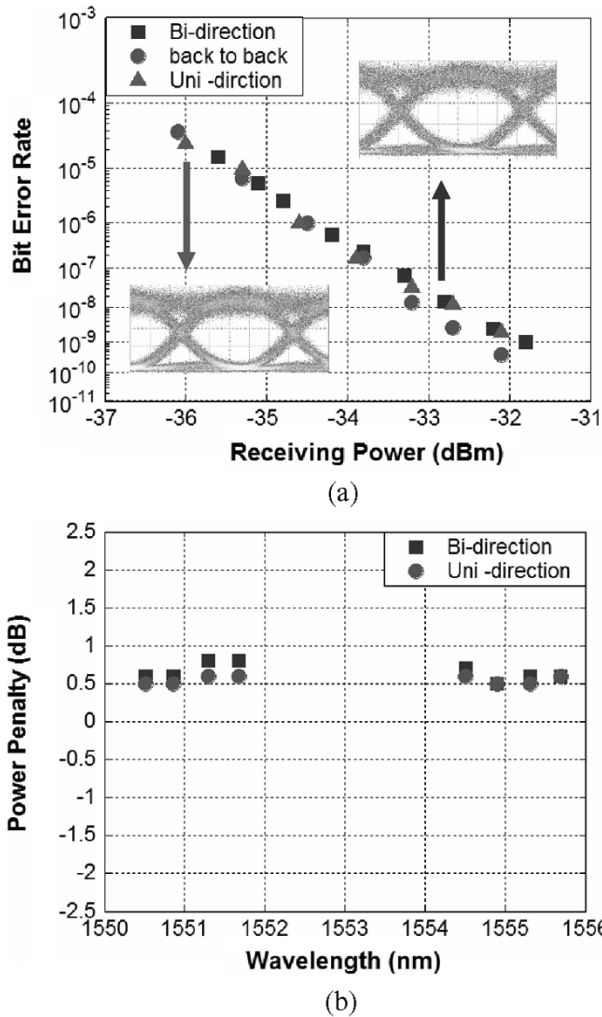 10^-3
Bi-direction
back to back
Uni -dirction
10^-4
10^-5
10^-6
10^-7
10^-8
10^-9
10^-10
10^-11
Bit Error Rate
-37 -36 -35 -34 -33 -32 -31
Receiving Power (dBm)
(a)
2.5
Bi-direction
Uni -direction
2
1.5
1
0.5
0
-0.5
-1
-1.5
-2
-2.5
Power Penalty (dB)
1550 1551 1552 1553 1554 1555 1556
Wavelength (nm)
(b)